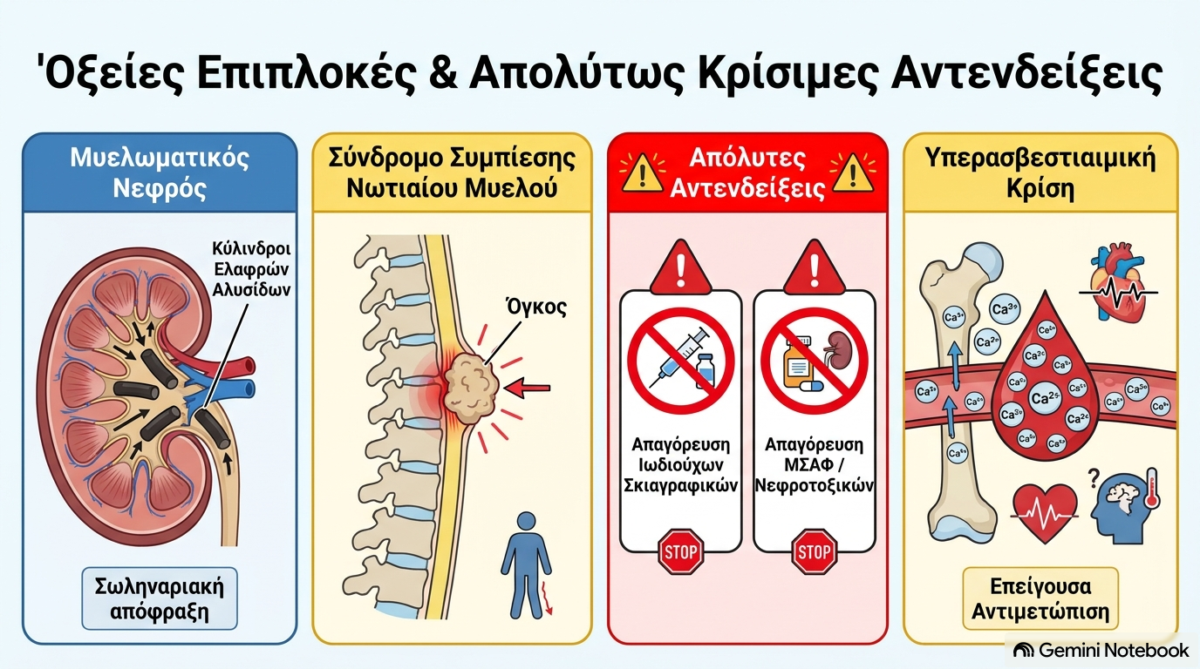 'Οξείες Επιπλοκές & Απολύτως Κρίσιμες Αντενδείξεις
Μυελωματικός
Νεφρός
Κύλινδροι
Ελαφρών
Αλυσίδων
Σωληναριακή
απόφραξη
Σύνδρομο Συμπίεσης
Νωτιαίου Μυελού
Όγκος
Απόλυτες
Αντενδείξεις
!
!
!
!
Απαγόρευση
Ιωδιούχων
Σκιαγραφικών
STOP
Απαγόρευση
ΜΣΑΦ /
Νεφροτοξικών
STOP
Υπερασβεστιαιμική
Κρίση
Ca²⁺
?
Επείγουσα
Αντιμετώπιση
Gemini Notebook